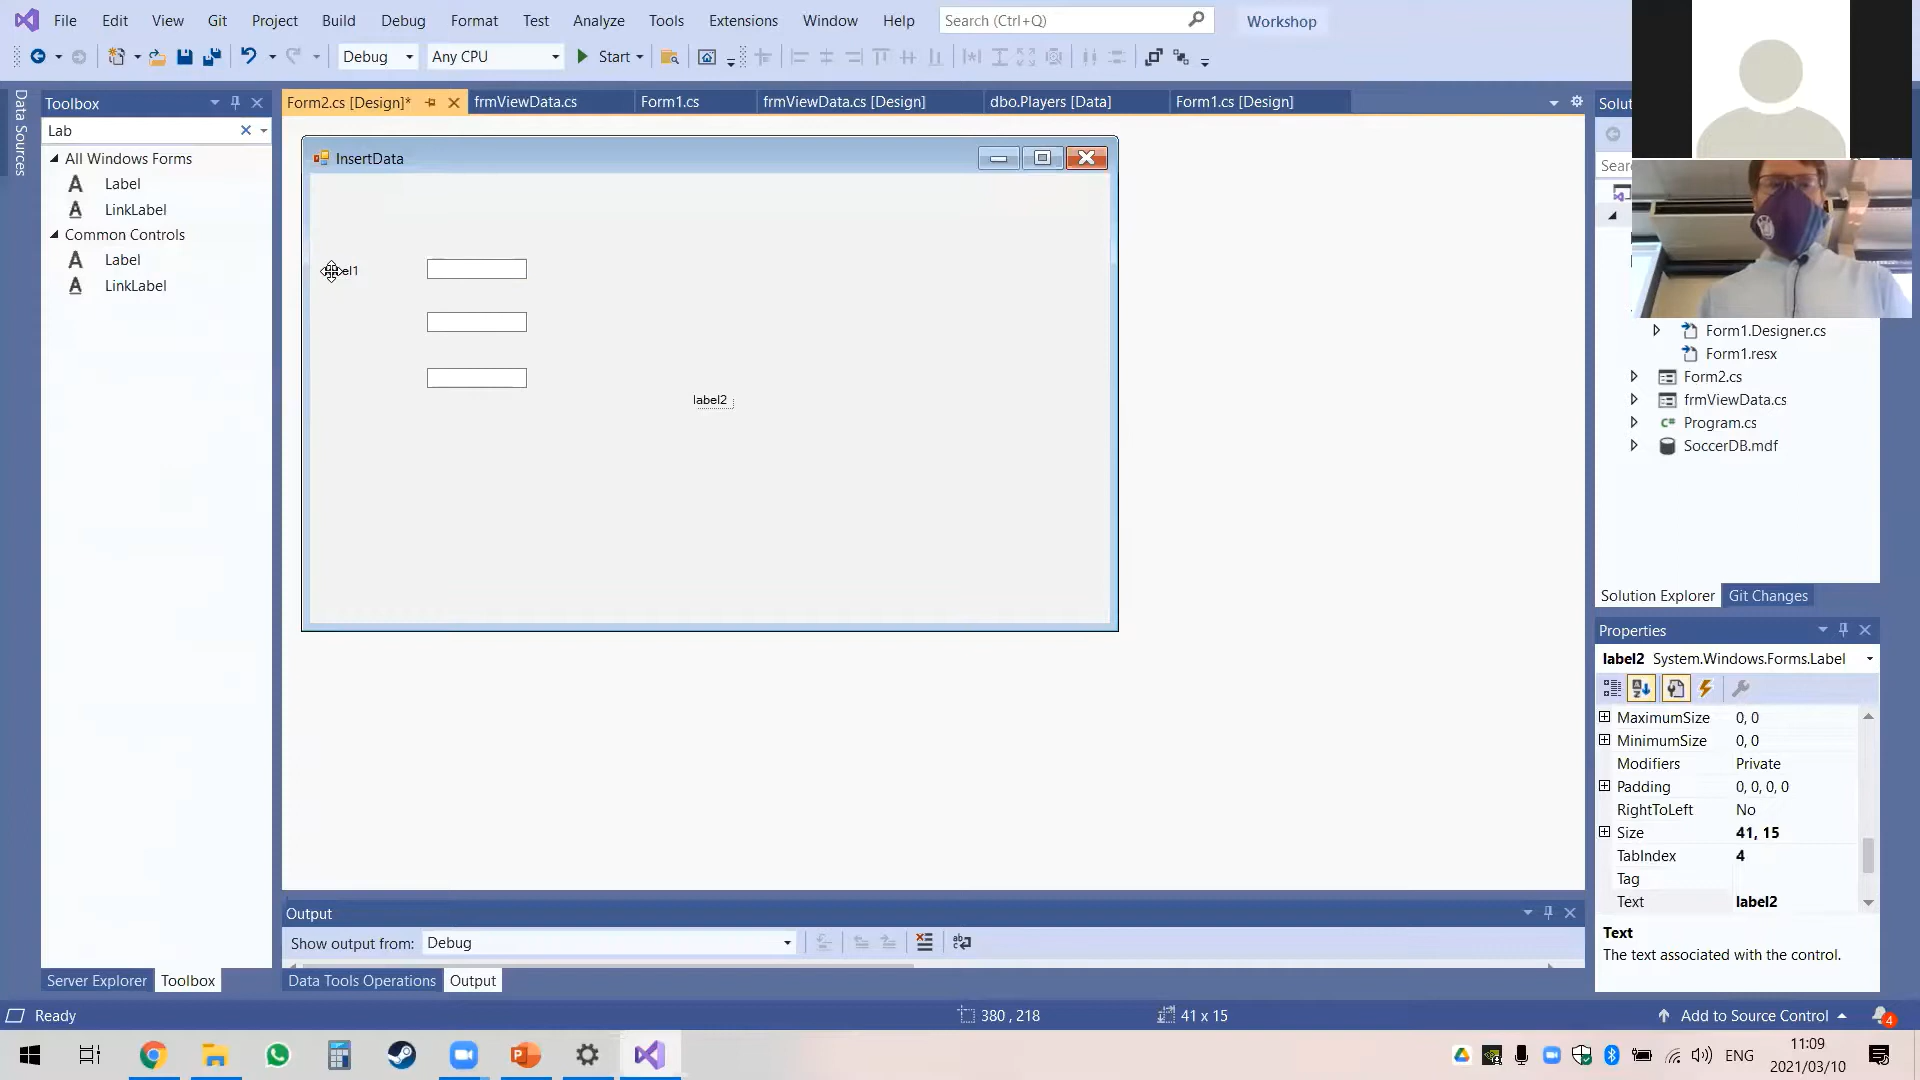 File Edit View Git Project Build Debug Format Test Analyze Tools Extensions Window Help Search (Ctrl+Q) Workshop
Debug Any CPU Start
Data Sources
Toolbox
Lab
All Windows Forms
Label
LinkLabel
Common Controls
Label
LinkLabel
Server Explorer Toolbox
Form2.cs [Design]* frmViewData.cs Form1.cs frmViewData.cs [Design] dbo.Players [Data] Form1.cs [Design]
InsertData
label2
Output
Show output from: Debug
Data Tools Operations Output
Form1.Designer.cs
Form1.resx
Form2.cs
frmViewData.cs
Program.cs
SoccerDB.mdf
Solution Explorer Git Changes
Properties
label2 System.Windows.Forms.Label
MaximumSize 0, 0
MinimumSize 0, 0
Modifiers Private
Padding 0, 0, 0, 0
RightToLeft No
Size 41, 15
TabIndex 4
Tag
Text label2
Text
The text associated with the control.
Ready 380 , 218 41 x 15 Add to Source Control 4
ENG 11:09
2021/03/10